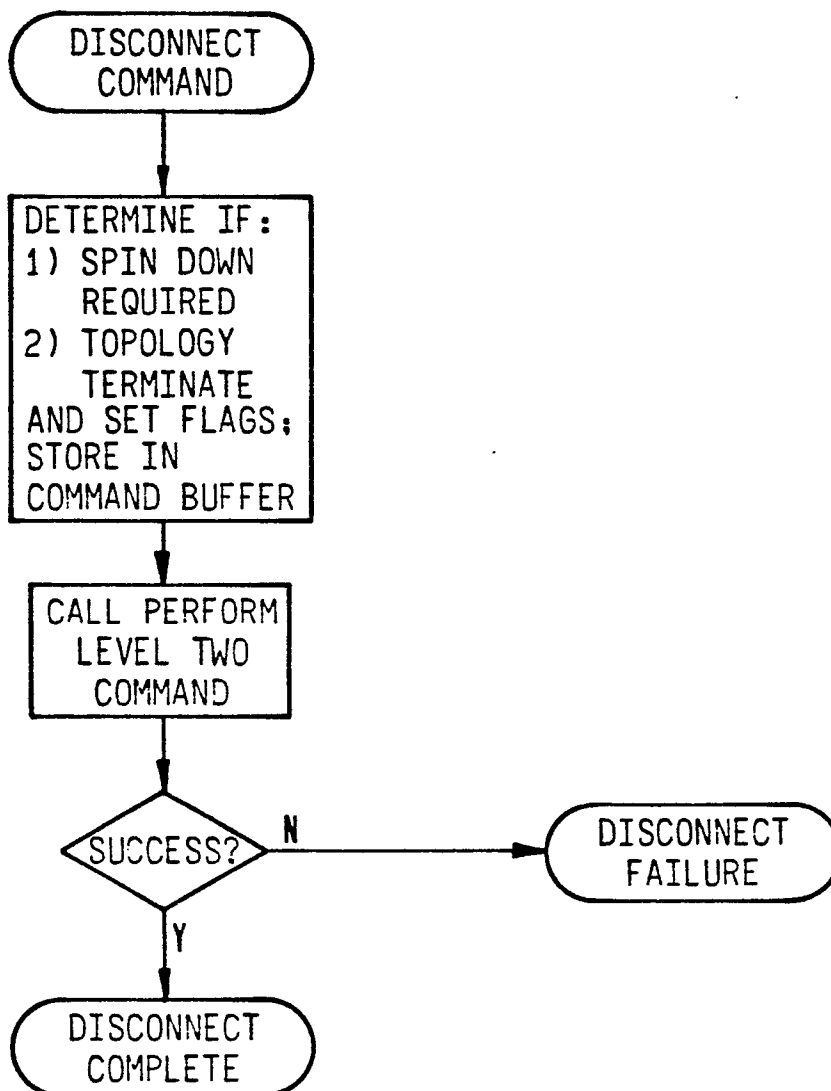 DISCONNECT
COMMAND
DETERMINE IF:
1) SPIN DOWN
REQUIRED
2) TOPOLOGY
TERMINATE
AND SET FLAGS;
STORE IN
COMMAND BUFFER
CALL PERFORM
LEVEL TWO
COMMAND
SUCCESS?
N
DISCONNECT
FAILURE
Y
DISCONNECT
COMPLETE